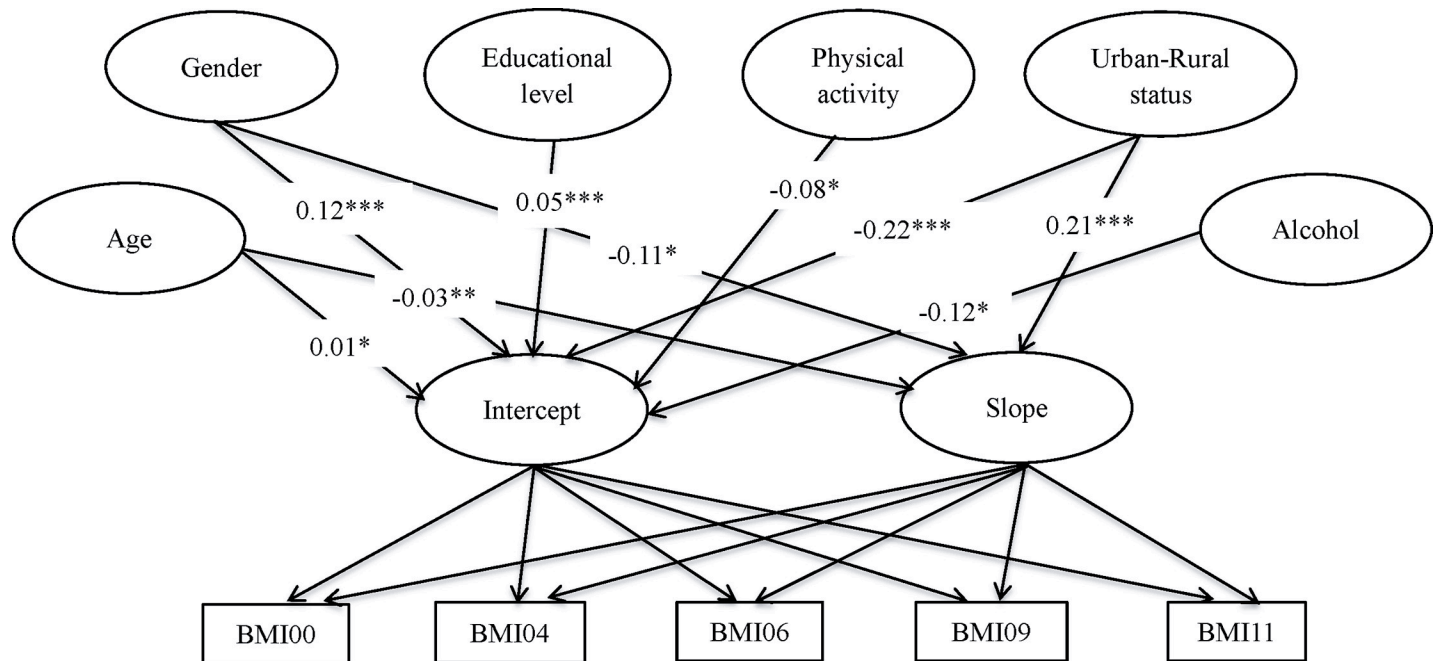 Gender
Educational
level
Physical
activity
Urban-Rural
status
Age
Alcohol
0.12***
0.05***
-0.08*
-0.22***
0.21***
-0.11*
-0.03**
-0.12*
0.01*
Intercept
Slope
BMI00
BMI04
BMI06
BMI09
BMI11